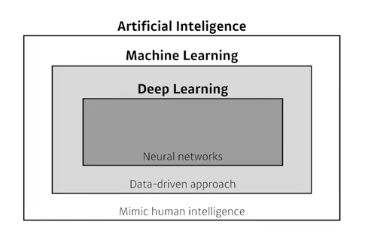 Artificial Inteligence
Machine Learning
Deep Learning
Neural networks
Data-driven approach
Mimic human intelligence